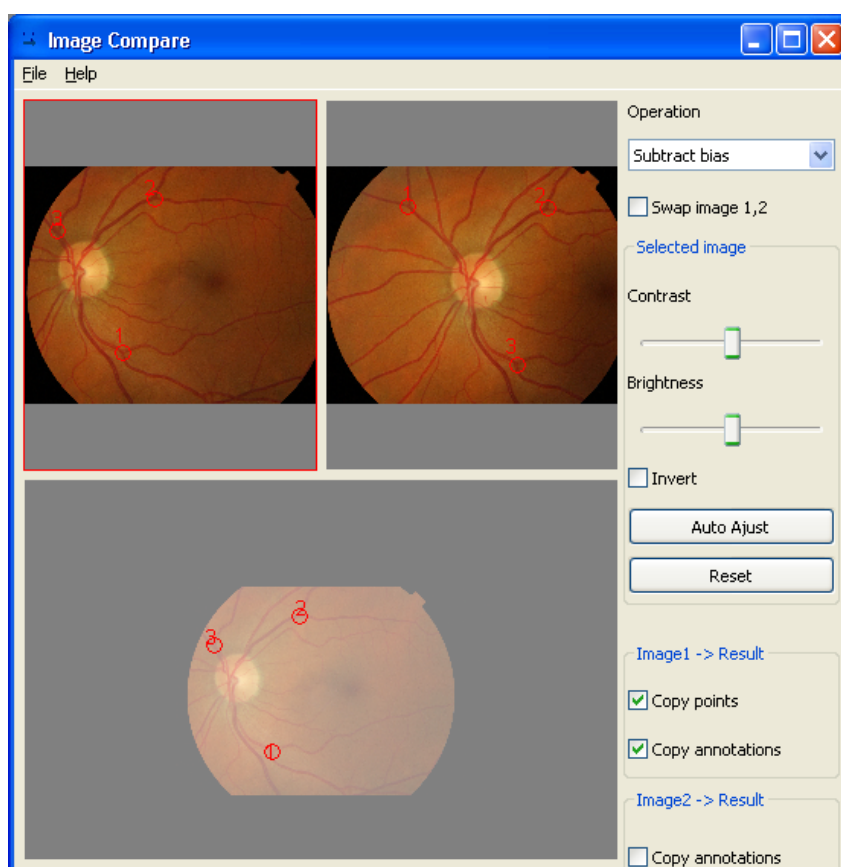 Image Compare
File Help
Operation
Subtract bias
Swap image 1,2
Selected image
Contrast
Brightness
Invert
Auto Ajust
Reset
Image1 -> Result
Copy points
Copy annotations
Image2 -> Result
Copy annotations
3
2
1
1
2
3
3
2
1